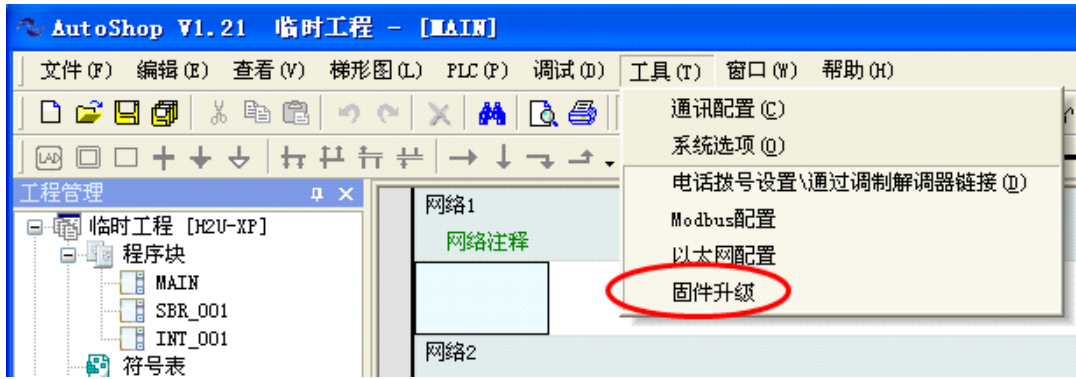 AutoShop V1.21 临时工程 - [MAIN]
文件(F) 编辑(E) 查看(V) 梯形图(L) PLC(P) 调试(D) 工具(T) 窗口(W) 帮助(H)
通讯配置(C)
系统选项(O)
电话拨号设置\通过调制解调器链接(D)
Modbus配置
以太网配置
固件升级
LAD
工程管理
临时工程 [H2U-XP]
程序块
MAIN
SBR_001
INT_001
符号表
网络1
网络注释
网络2